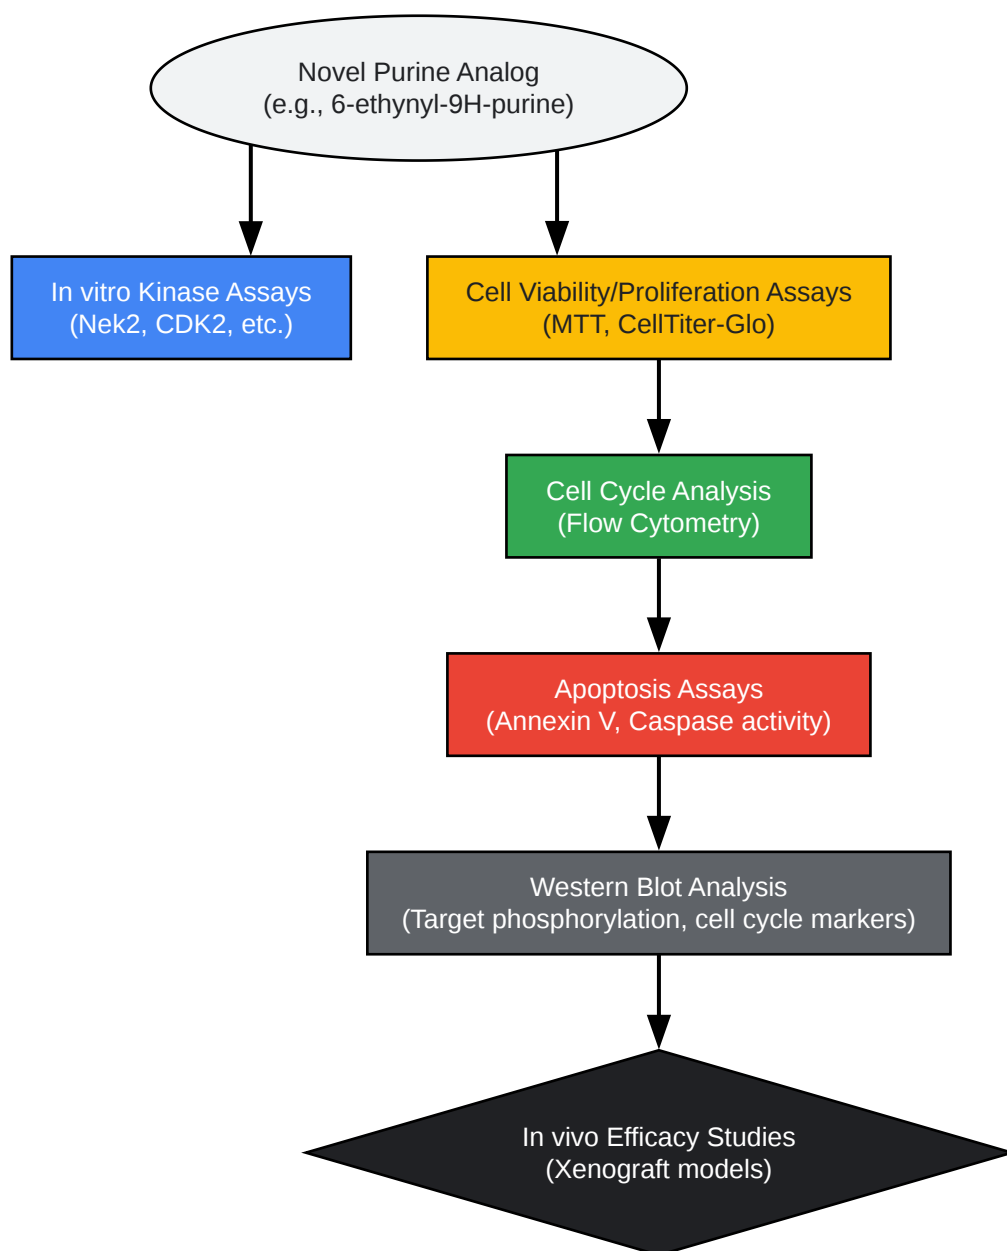 Novel Purine Analog
(e.g., 6-ethynyl-9H-purine)
In vitro Kinase Assays
(Nek2, CDK2, etc.)
Cell Viability/Proliferation Assays
(MTT, CellTiter-Glo)
Cell Cycle Analysis
(Flow Cytometry)
Apoptosis Assays
(Annexin V, Caspase activity)
Western Blot Analysis
(Target phosphorylation, cell cycle markers)
In vivo Efficacy Studies
(Xenograft models)